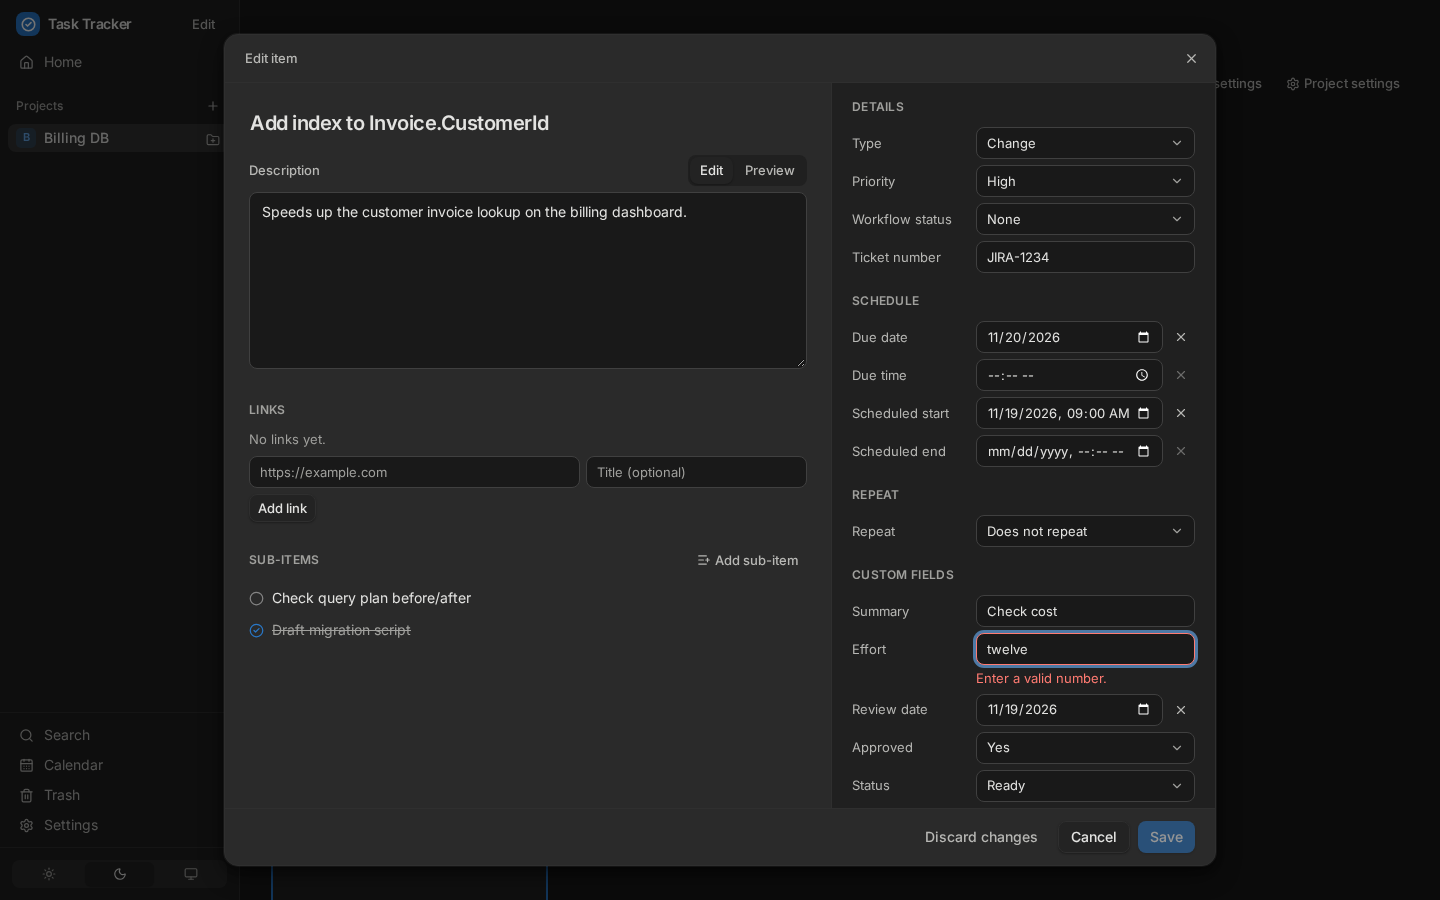 Task Tracker
Edit
Home
Projects
B
Billing DB
Search
Calendar
Trash
Settings
settings
Project settings
Edit item
Add index to Invoice.CustomerId
Description
Edit
Preview
Speeds up the customer invoice lookup on the billing dashboard.
LINKS
No links yet.
https://example.com
Title (optional)
Add link
SUB-ITEMS
Add sub-item
Check query plan before/after
Draft migration script
DETAILS
Type
Change
Priority
High
Workflow status
None
Ticket number
JIRA-1234
SCHEDULE
Due date
11/20/2026
Due time
--:-- --
Scheduled start
11/19/2026, 09:00 AM
Scheduled end
mm/dd/yyyy, --:-- --
REPEAT
Repeat
Does not repeat
CUSTOM FIELDS
Summary
Check cost
Effort
twelve
Enter a valid number.
Review date
11/19/2026
Approved
Yes
Status
Ready
Discard changes
Cancel
Save